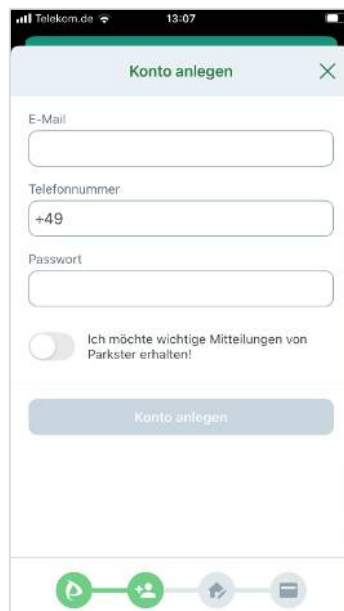 Telekom.de 13:07
Konto anlegen
E-Mail
Telefonnummer
+49
Passwort
Ich möchte wichtige Mitteilungen von
Parkster erhalten!
Konto anlegen